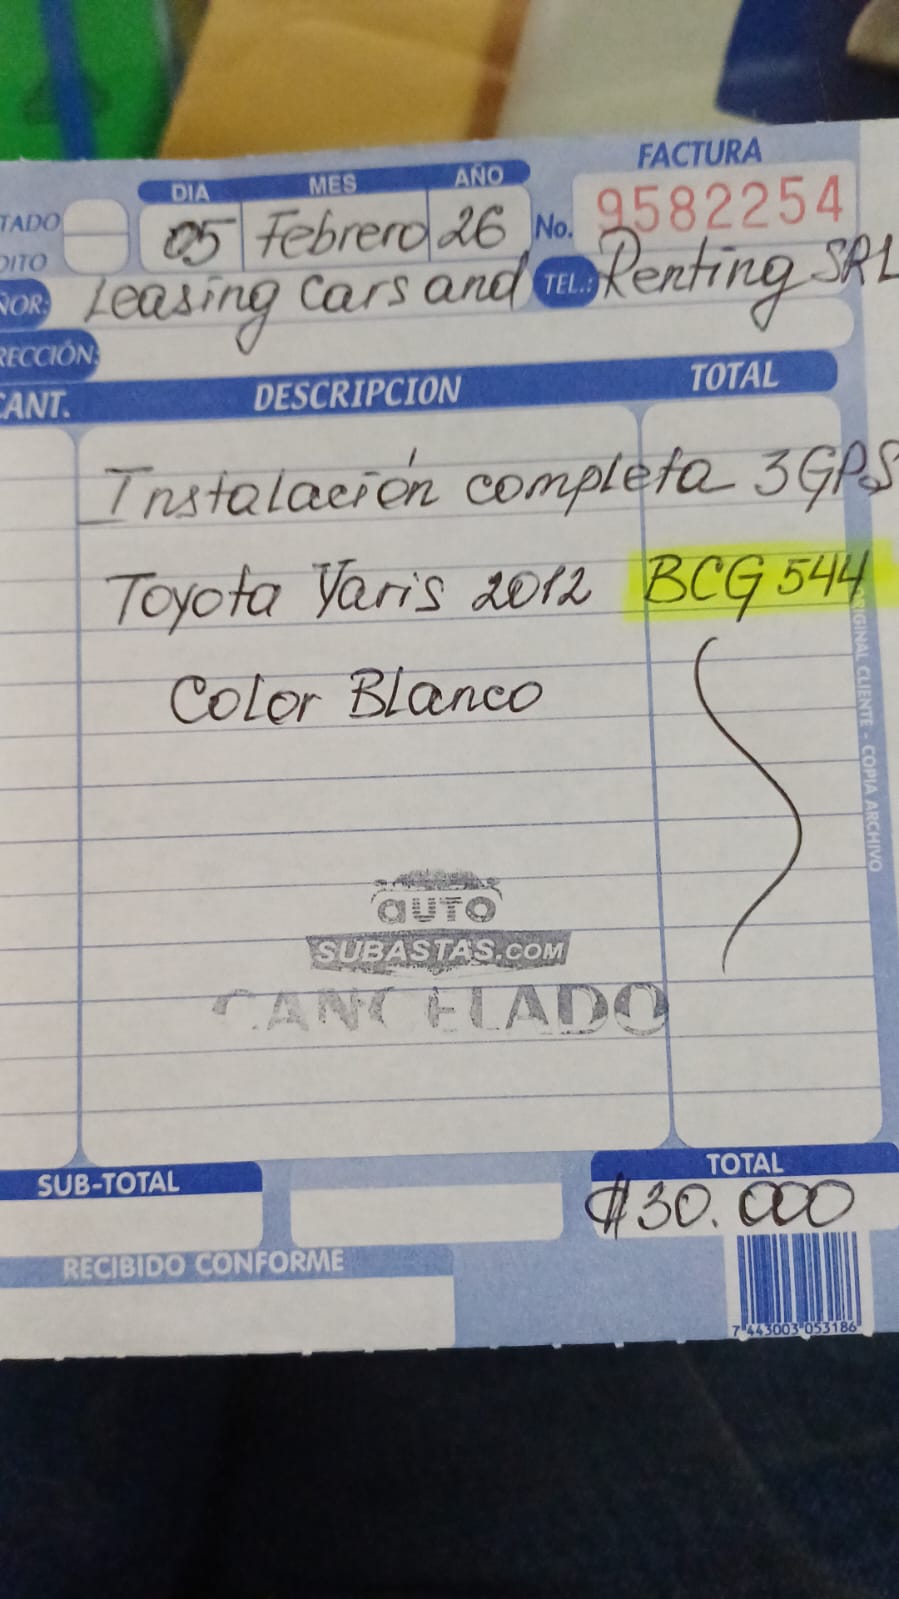 FACTURA
DIA MES AÑO
05 Febrero 26 No. 9582254
TADO
DITO
ÑOR: Leasing Cars and TEL.: Renting SRL
RECCIÓN:
CANT. DESCRIPCION TOTAL
Instalación completa 3GPS
Toyota Yaris 2012 BCG 544
Color Blanco
ORIGINAL CLIENTE - COPIA ARCHIVO
AUTO
SUBASTAS.COM
CANCELADO
SUB-TOTAL TOTAL
₡30.000
RECIBIDO CONFORME
7 443003 053186